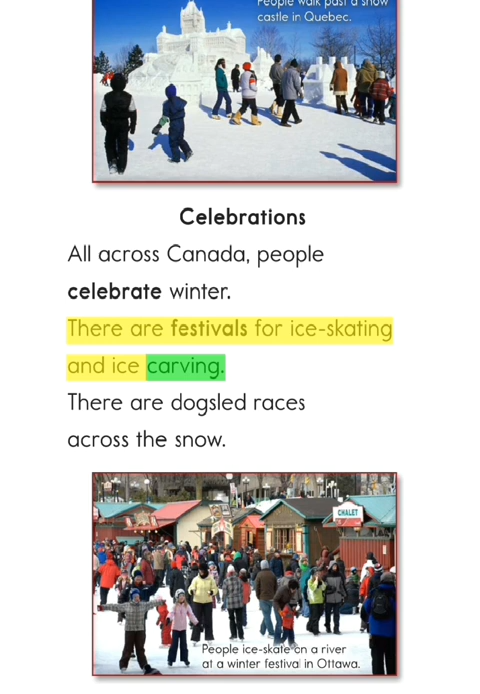 People walk past a snow
castle in Quebec.
Celebrations
All across Canada, people
celebrate winter.
There are festivals for ice-skating
and ice carving.
There are dogsled races
across the snow.
CHALET
People ice-skate on a river
at a winter festival in Ottawa.